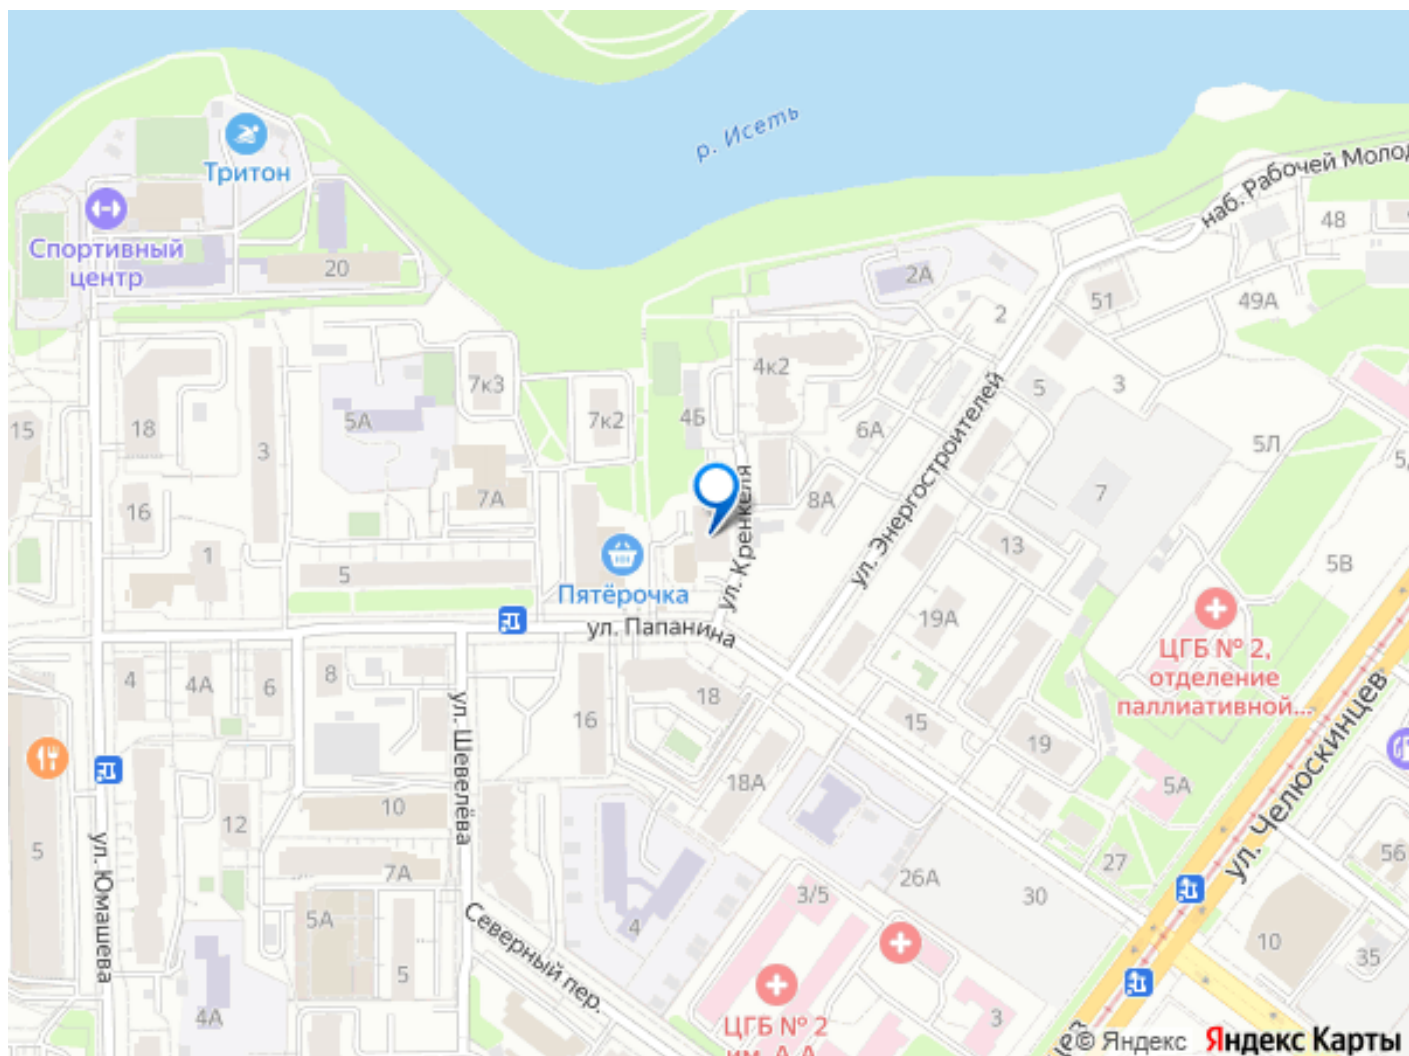 р. Исеть
наб. Рабочей Молод
Тритон
Спортивный
центр
20
48
2А
51
49А
2
4к2
7к3
5
3
7к2
4Б
5А
15
18
3
6А
5Л
7А
8А
7
16
ул. Кренкеля
ул. Энергостроителей
13
1
5
Пятёрочка
5В
ул. Папанина
19А
ЦГБ № 2,
отделение
паллиативной...
4
4А
6
8
18
16
15
19
ул. Шевелёва
18А
5А
ул. Челюскинцев
10
12
5
ул. Юмашева
27
56
7А
26А
3/5
30
5А
4
10
35
Северный пер.
5
4А
3
ЦГБ № 2
им. А.А.
© Яндекс Яндекс Карты